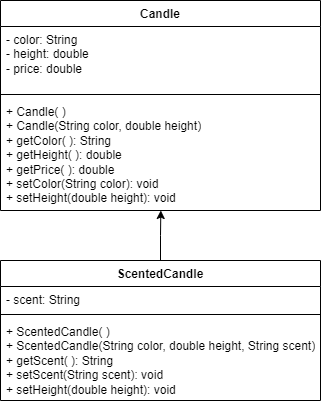 Candle
- color: String
- height: double
- price: double
+ Candle( )
+ Candle(String color, double height)
+ getColor( ): String
+ getHeight( ): double
+ getPrice( ): double
+ setColor(String color): void
+ setHeight(double height): void
ScentedCandle
- scent: String
+ ScentedCandle( )
+ ScentedCandle(String color, double height, String scent)
+ getScent( ): String
+ setScent(String scent): void
+ setHeight(double height): void